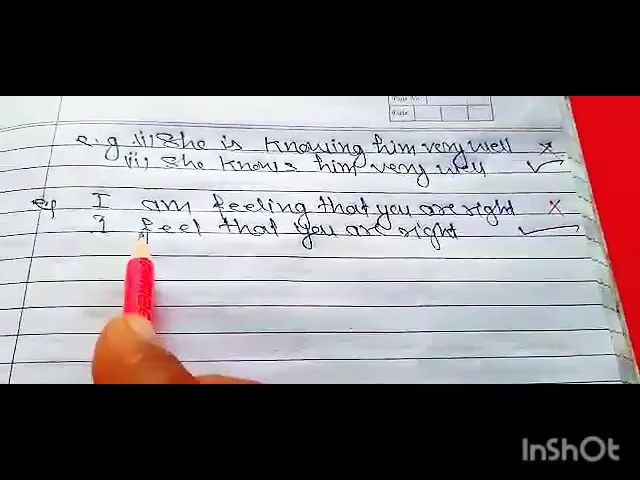 e.g (i) She is knowing him very well ×
(ii) She knows him very well ✓
eg I am feeling that you are right ×
I feel that you are right ✓
InShOt